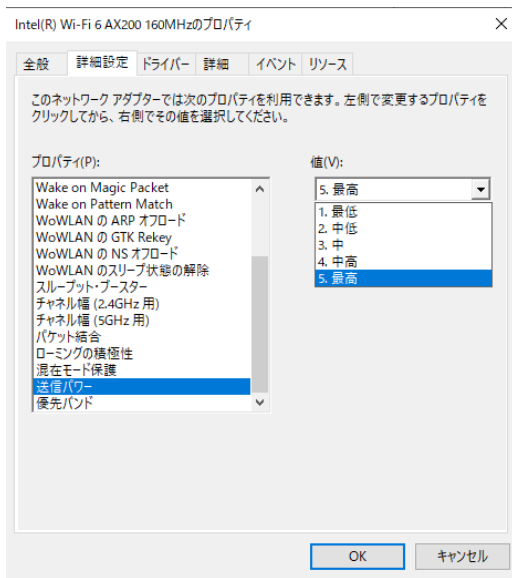 Intel(R) Wi-Fi 6 AX200 160MHzのプロパティ
全般 詳細設定 ドライバー 詳細 イベント リソース
このネットワーク アダプターでは次のプロパティを利用できます。左側で変更するプロパティを
クリックしてから、右側でその値を選択してください。
プロパティ(P):
Wake on Magic Packet
Wake on Pattern Match
WoWLAN の ARP オフロード
WoWLAN の GTK Rekey
WoWLAN の NS オフロード
WoWLAN のスリープ状態の解除
スループット・ブースター
チャネル幅 (2.4GHz 用)
チャネル幅 (5GHz 用)
パケット結合
ローミングの積極性
混在モード保護
送信パワー
優先バンド
値(V):
5. 最高
1. 最低
2. 中低
3. 中
4. 中高
5. 最高
OK
キャンセル